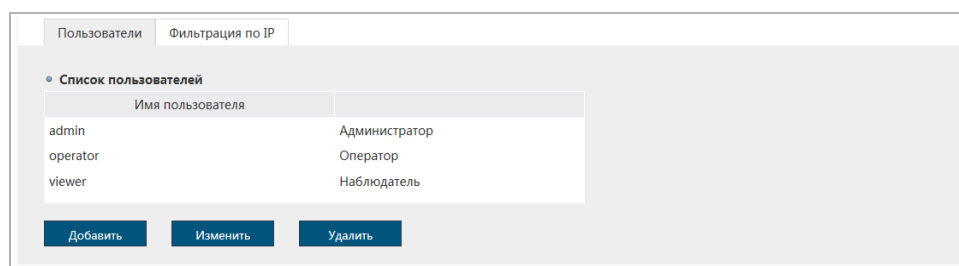 Пользователи Фильтрация по IP
Список пользователей
Имя пользователя
admin Администратор
operator Оператор
viewer Наблюдатель
Добавить Изменить Удалить